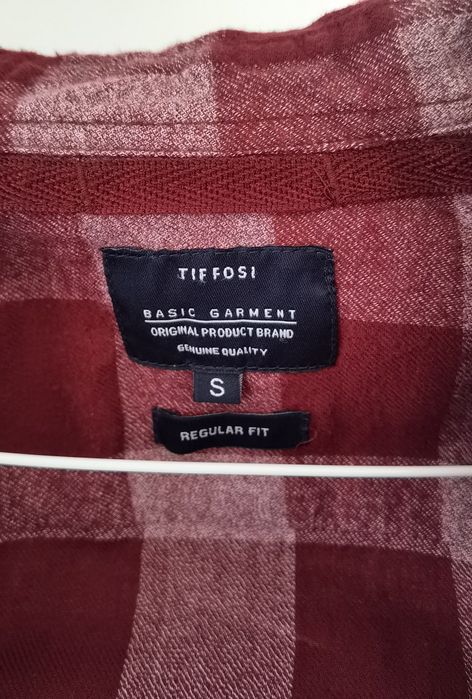 TIFFOSI
BASIC GARMENT
ORIGINAL PRODUCT BRAND
GENUINE QUALITY
S
REGULAR FIT